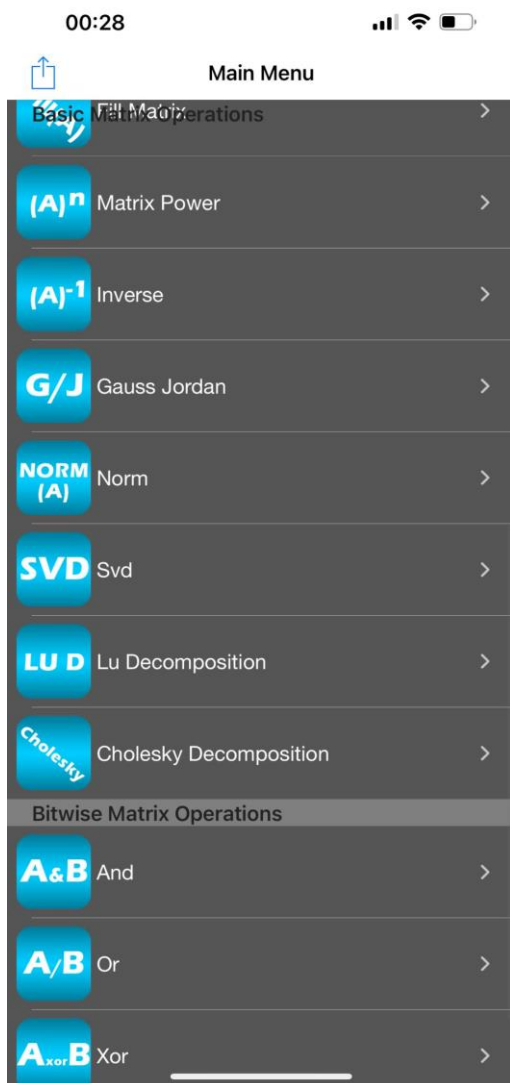 00:28
Main Menu
Basic Matrix Operations
Fill Matrix
(A)n Matrix Power
(A)-1 Inverse
G/J Gauss Jordan
NORM
(A)
Norm
SVD Svd
LU D Lu Decomposition
Cholesky Cholesky Decomposition
Bitwise Matrix Operations
A&B And
A/B Or
AxorB Xor